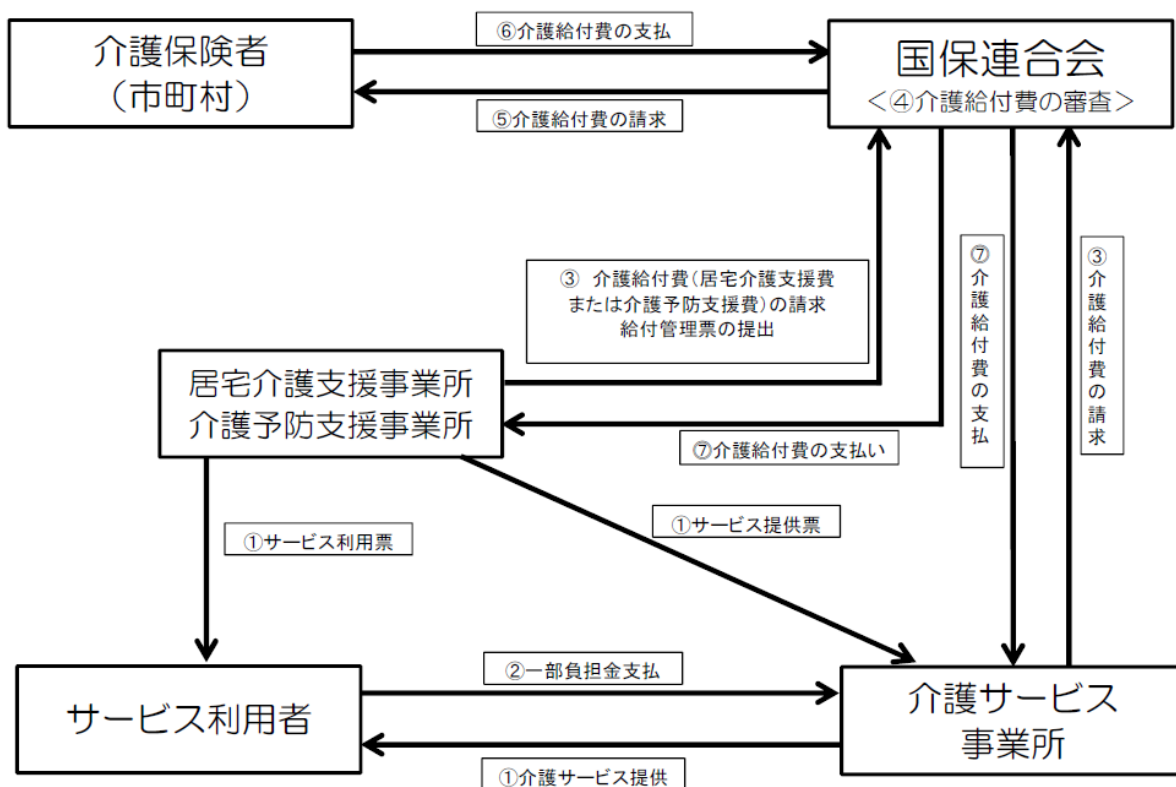 ⑥介護給付費の支払
介護保険者
（市町村）
国保連合会
＜④介護給付費の審査＞
⑤介護給付費の請求
③　介護給付費（居宅介護支援費
または介護予防支援費）の請求
給付管理票の提出
⑦介護給付費の支払
③介護給付費の請求
居宅介護支援事業所
介護予防支援事業所
⑦介護給付費の支払い
①サービス利用票
①サービス提供票
②一部負担金支払
サービス利用者
介護サービス
事業所
①介護サービス提供